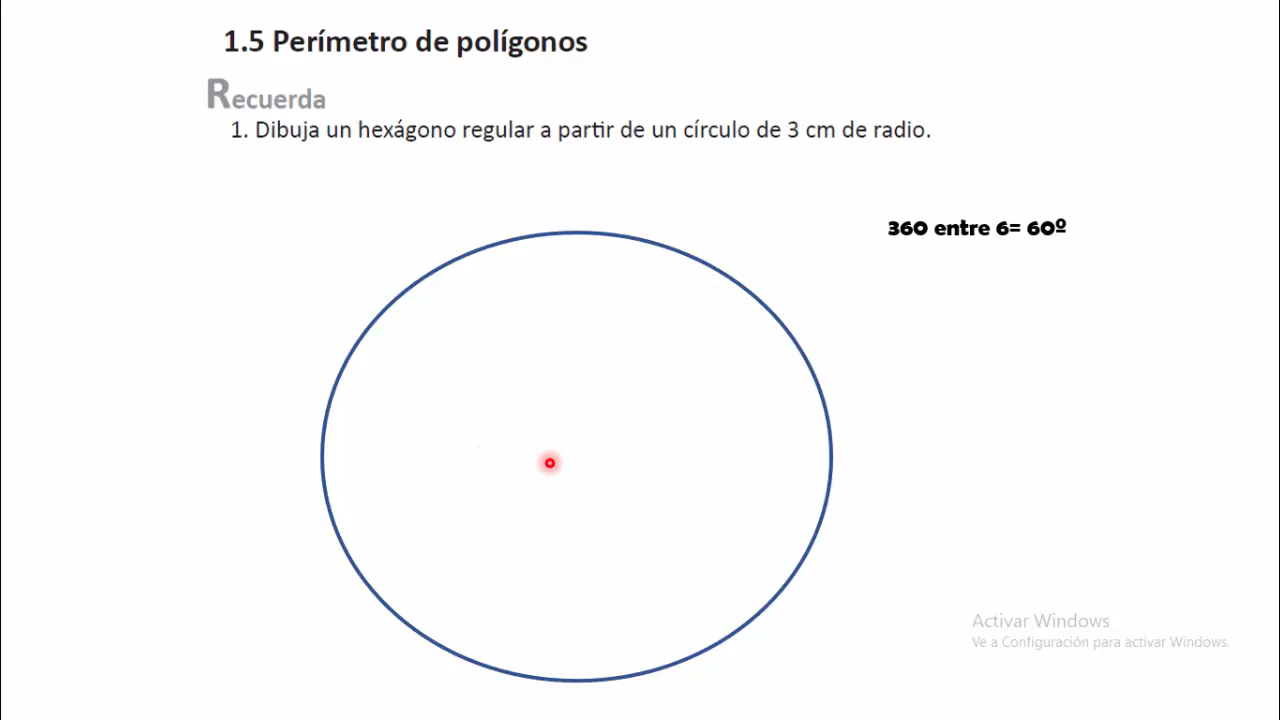 1.5 Perímetro de polígonos
Recuerda
1. Dibuja un hexágono regular a partir de un círculo de 3 cm de radio.
360 entre 6= 60º
Activar Windows
Ve a Configuración para activar Windows.